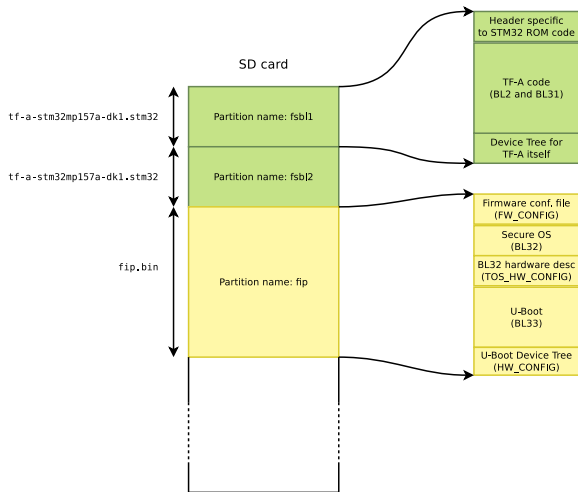 Header specific
to STM32 ROM code
SD card
TF-A code
(BL2 and BL31)
tf-a-stm32mp157a-dk1.stm32
Partition name: fsbl1
Device Tree for
TF-A itself
tf-a-stm32mp157a-dk1.stm32
Partition name: fsbl2
Firmware conf. file
(FW_CONFIG)
Secure OS
(BL32)
fip.bin
BL32 hardware desc
(TOS_HW_CONFIG)
Partition name: fip
U-Boot
(BL33)
U-Boot Device Tree
(HW_CONFIG)